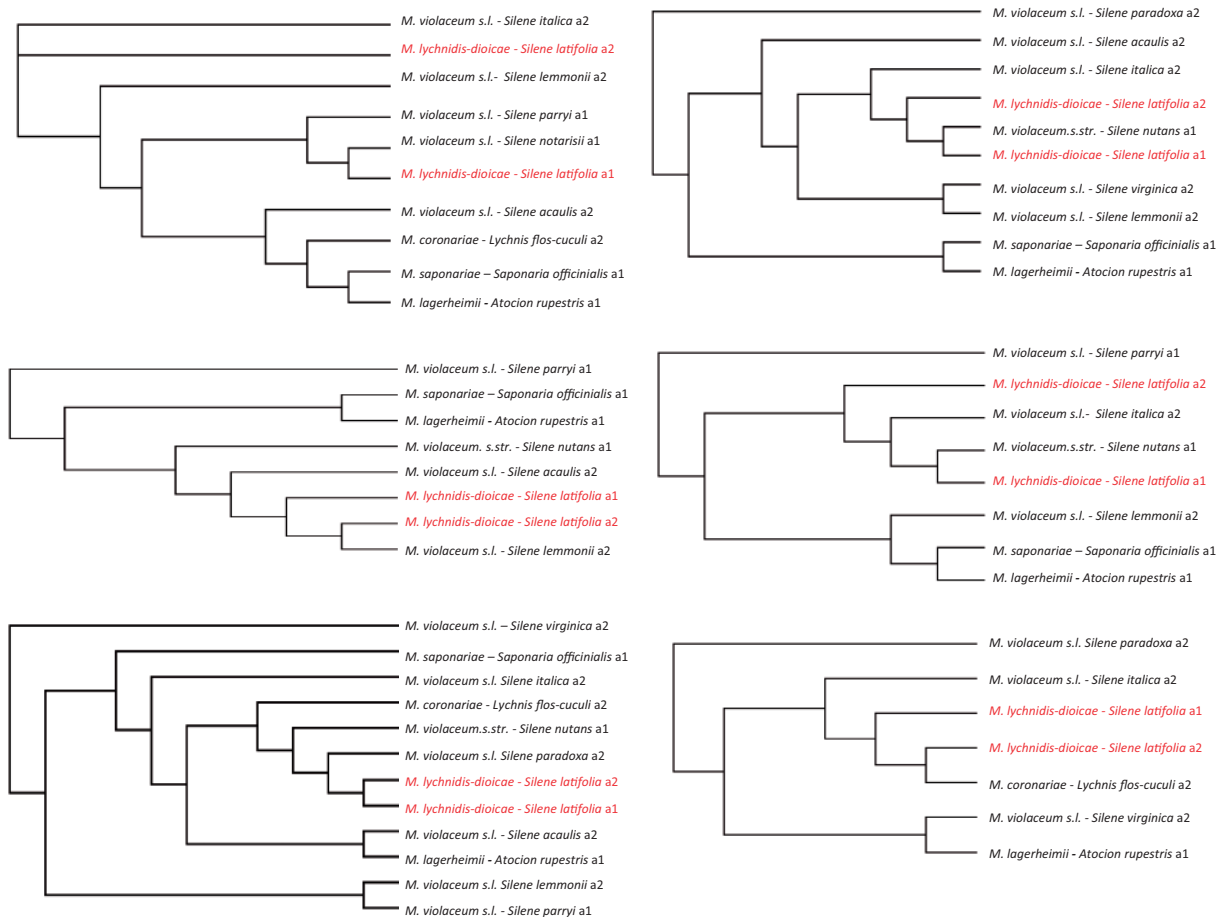 M. violaceum s.l. - Silene italica a2
M. lychnidis-dioicae - Silene latifolia a2
M. violaceum s.l.- Silene lemmonii a2
M. violaceum s.l. - Silene parryi a1
M. violaceum s.l. - Silene notarisii a1
M. lychnidis-dioicae - Silene latifolia a1
M. violaceum s.l. - Silene acaulis a2
M. coronariae - Lychnis flos-cuculi a2
M. saponariae – Saponaria officinialis a1
M. lagerheimii - Atocion rupestris a1
M. violaceum s.l. - Silene paradoxa a2
M. violaceum s.l. - Silene acaulis a2
M. violaceum s.l. - Silene italica a2
M. lychnidis-dioicae - Silene latifolia a2
M. violaceum.s.str. - Silene nutans a1
M. lychnidis-dioicae - Silene latifolia a1
M. violaceum s.l. - Silene virginica a2
M. violaceum s.l. - Silene lemmonii a2
M. saponariae – Saponaria officinialis a1
M. lagerheimii - Atocion rupestris a1
M. violaceum s.l. - Silene parryi a1
M. saponariae – Saponaria officinialis a1
M. lagerheimii - Atocion rupestris a1
M. violaceum. s.str. - Silene nutans a1
M. violaceum s.l. - Silene acaulis a2
M. lychnidis-dioicae - Silene latifolia a1
M. lychnidis-dioicae - Silene latifolia a2
M. violaceum s.l. - Silene lemmonii a2
M. violaceum s.l. - Silene parryi a1
M. lychnidis-dioicae - Silene latifolia a2
M. violaceum s.l.- Silene italica a2
M. violaceum.s.str. - Silene nutans a1
M. lychnidis-dioicae - Silene latifolia a1
M. violaceum s.l. - Silene lemmonii a2
M. saponariae – Saponaria officinialis a1
M. lagerheimii - Atocion rupestris a1
M. violaceum s.l. – Silene virginica a2
M. saponariae – Saponaria officinialis a1
M. violaceum s.l. Silene italica a2
M. coronariae - Lychnis flos-cuculi a2
M. violaceum.s.str. - Silene nutans a1
M. violaceum s.l. Silene paradoxa a2
M. lychnidis-dioicae - Silene latifolia a2
M. lychnidis-dioicae - Silene latifolia a1
M. violaceum s.l. - Silene acaulis a2
M. lagerheimii - Atocion rupestris a1
M. violaceum s.l. Silene lemmonii a2
M. violaceum s.l. - Silene parryi a1
M. violaceum s.l. Silene paradoxa a2
M. violaceum s.l. - Silene italica a2
M. lychnidis-dioicae - Silene latifolia a1
M. lychnidis-dioicae - Silene latifolia a2
M. coronariae - Lychnis flos-cuculi a2
M. violaceum s.l. - Silene virginica a2
M. lagerheimii - Atocion rupestris a1